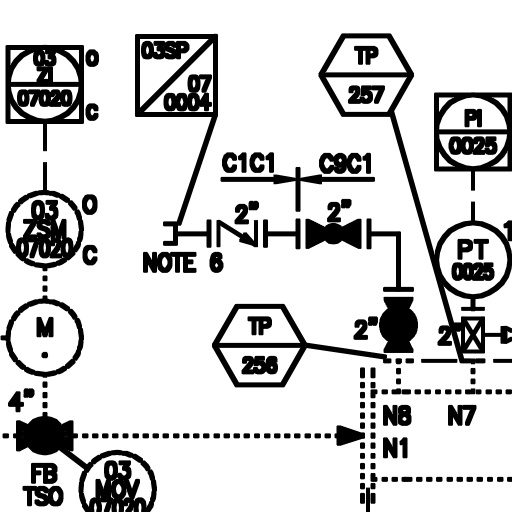 03
ZI
07020
O
C
03SP
07
0004
TP
257
PI
0025
C1C1
C9C1
03
ZSM
07020
O
C
2"
2"
NOTE 6
PT
0025
1
M
TP
256
2"
2"
4"
N8
N7
N1
FB
TSO
03
MOV
07020